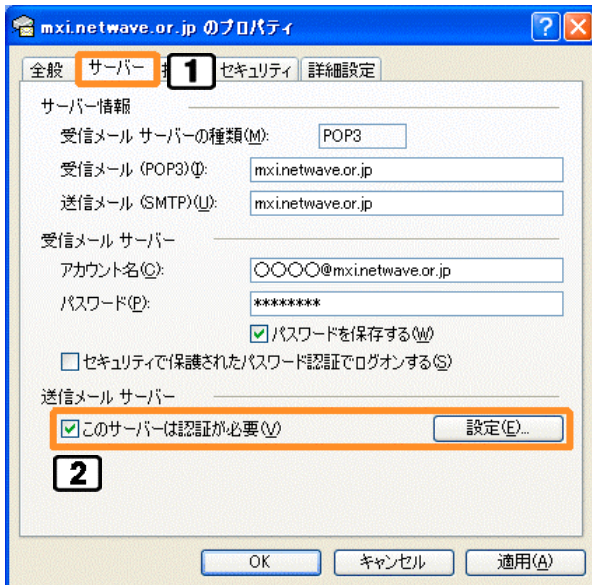 mxi.netwave.or.jp のプロパティ
全般 サーバー 1 セキュリティ 詳細設定
サーバー情報
受信メール サーバーの種類(M): POP3
受信メール (POP3)(I): mxi.netwave.or.jp
送信メール (SMTP)(U): mxi.netwave.or.jp
受信メール サーバー
アカウント名(C): 〇〇〇〇@mxi.netwave.or.jp
パスワード(P): ********
パスワードを保存する(W)
セキュリティで保護されたパスワード認証でログオンする(S)
送信メール サーバー
このサーバーは認証が必要(V) 設定(E)...
2
OK キャンセル 適用(A)